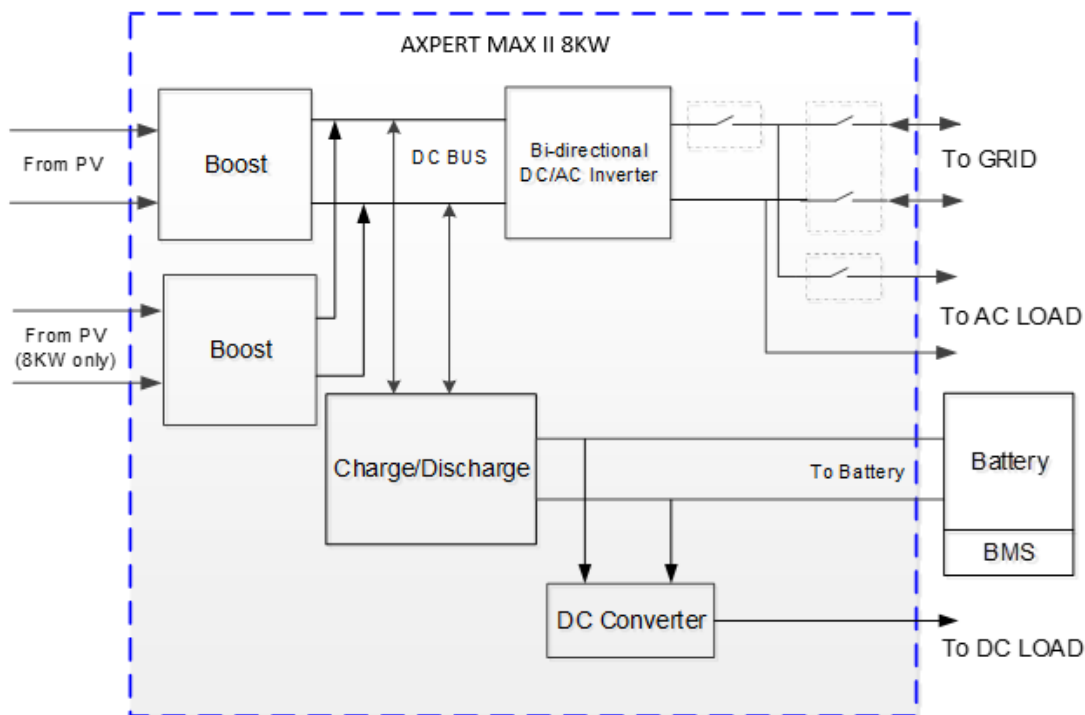 AXPERT MAX II 8KW
From PV
Boost
DC BUS
Bi-directional
DC/AC Inverter
To GRID
From PV
(8KW only)
Boost
To AC LOAD
Charge/Discharge
To Battery
Battery
BMS
DC Converter
To DC LOAD